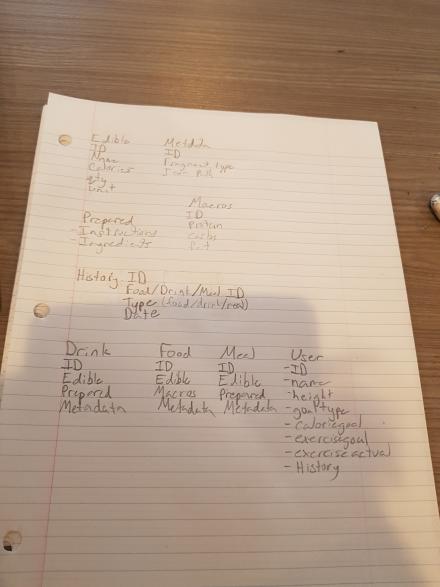 Edible
ID
Name
Calories
qty
unit
Metdata
ID
Fragment type
Icon Path
Macros
ID
Protein
Carbs
Fat
Prepared
- Instructions
- Ingredients
History: ID
Food/Drink/Meal ID
Type (food/drink/meal)
Date
Drink
ID
Edible
Prepared
Metadata
Food
ID
Edible
Macros
Metadata
Meal
ID
Edible
Prepared
Metadata
User
- ID
- name
- height
- goal type
- caloriegoal
- exercisegoal
- exercise actual
- History